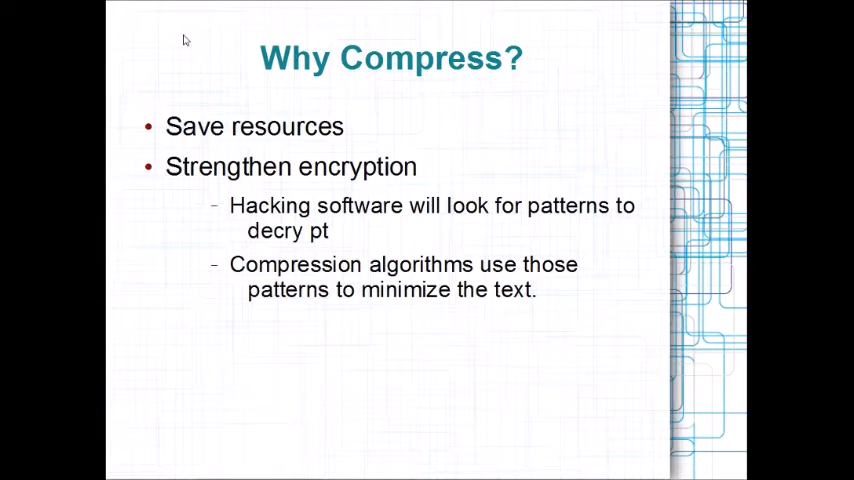 Why Compress?
• Save resources
• Strengthen encryption
– Hacking software will look for patterns to
decry pt
– Compression algorithms use those
patterns to minimize the text.